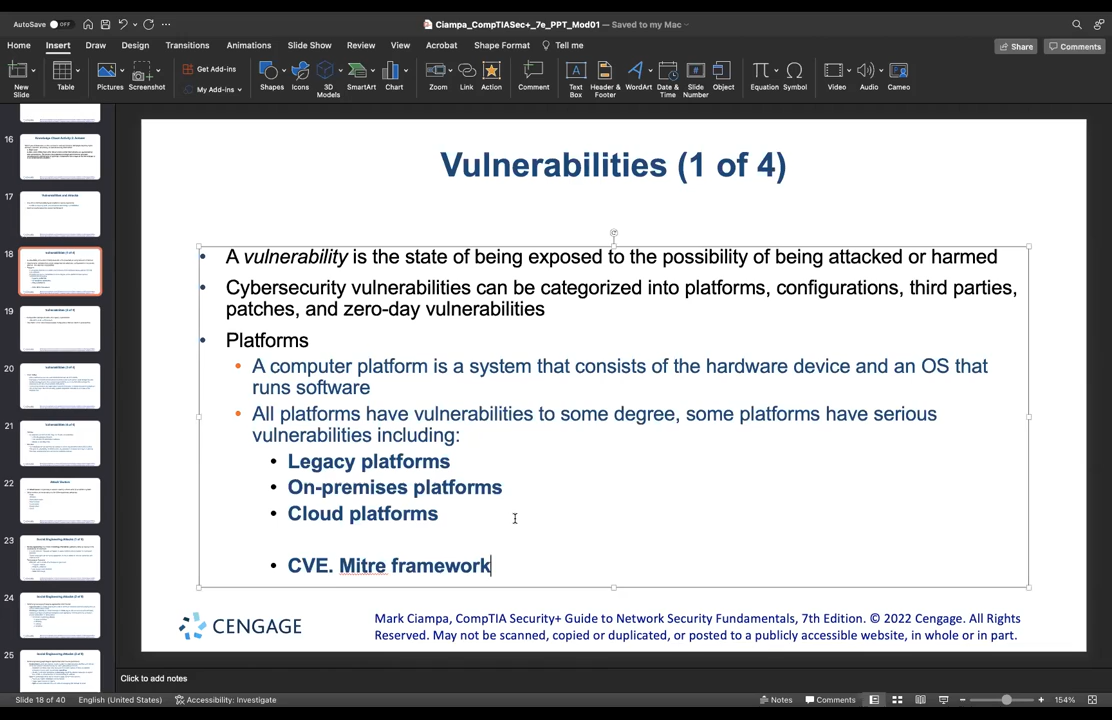 AutoSave OFF
Ciampa_CompTIASec+_7e_PPT_Mod01 — Saved to my Mac
Home Insert Draw Design Transitions Animations Slide Show Review View Acrobat Shape Format Tell me
Share Comments
New Slide
Table
Pictures
Screenshot
Get Add-ins
My Add-ins
Shapes
Icons
3D Models
SmartArt
Chart
Zoom
Link
Action
Comment
Text Box
Header & Footer
WordArt
Date & Time
Slide Number
Object
Equation
Symbol
Video
Audio
Cameo
16
17
18
19
20
21
22
23
24
25
Vulnerabilities (1 of 4)
• A vulnerability is the state of being exposed to the possibility of being attacked or harmed
• Cybersecurity vulnerabilities can be categorized into platforms, configurations, third parties,
patches, and zero-day vulnerabilities
• Platforms
• A computer platform is a system that consists of the hardware device and an OS that
runs software
• All platforms have vulnerabilities to some degree, some platforms have serious
vulnerabilities including:
• Legacy platforms
• On-premises platforms
• Cloud platforms
• CVE. Mitre framework
CENGAGE
Mark Ciampa, CompTIA Security+ Guide to Network Security Fundamentals, 7th Edition. © 2022 Cengage. All Rights
Reserved. May not be scanned, copied or duplicated, or posted to a publicly accessible website, in whole or in part.
Click to add notes
Slide 18 of 40 English (United States) Accessibility: Investigate Notes Comments 154%